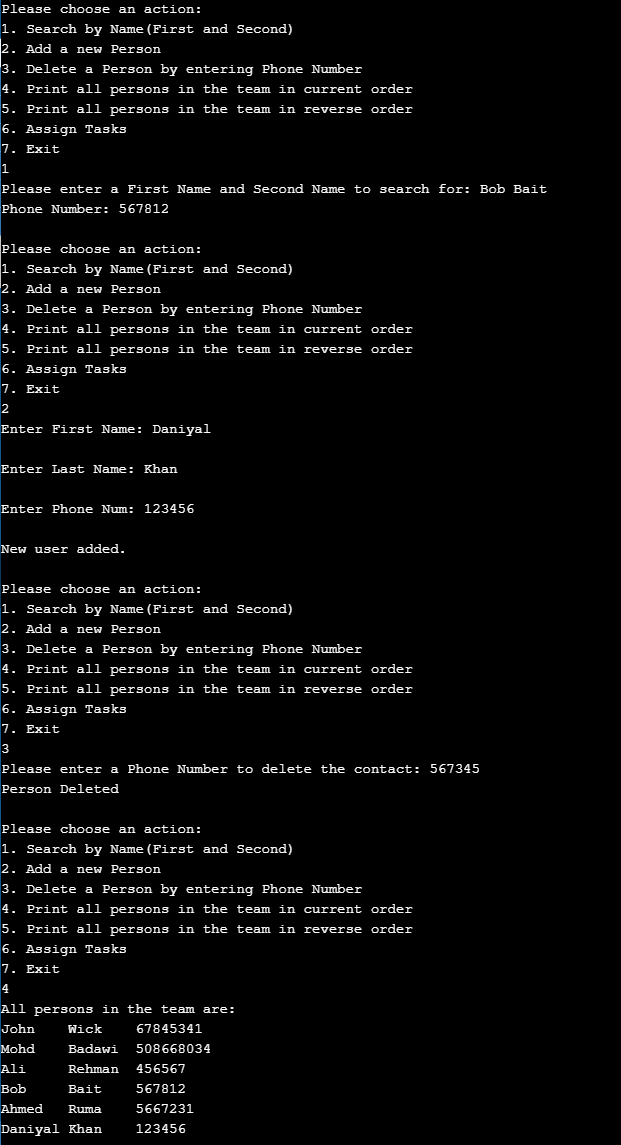 Please choose an action:
1. Search by Name(First and Second)
2. Add a new Person
3. Delete a Person by entering Phone Number
4. Print all persons in the team in current order
5. Print all persons in the team in reverse order
6. Assign Tasks
7. Exit
1
Please enter a First Name and Second Name to search for: Bob Bait
Phone Number: 567812
Please choose an action:
1. Search by Name(First and Second)
2. Add a new Person
3. Delete a Person by entering Phone Number
4. Print all persons in the team in current order
5. Print all persons in the team in reverse order
6. Assign Tasks
7. Exit
2
Enter First Name: Daniyal
Enter Last Name: Khan
Enter Phone Num: 123456
New user added.
Please choose an action:
1. Search by Name(First and Second)
2. Add a new Person
3. Delete a Person by entering Phone Number
4. Print all persons in the team in current order
5. Print all persons in the team in reverse order
6. Assign Tasks
7. Exit
3
Please enter a Phone Number to delete the contact: 567345
Person Deleted
Please choose an action:
1. Search by Name(First and Second)
2. Add a new Person
3. Delete a Person by entering Phone Number
4. Print all persons in the team in current order
5. Print all persons in the team in reverse order
6. Assign Tasks
7. Exit
4
All persons in the team are:
John    Wick    67845341
Mohd    Badawi  508668034
Ali     Rehman  456567
Bob     Bait    567812
Ahmed   Ruma    5667231
Daniyal Khan    123456